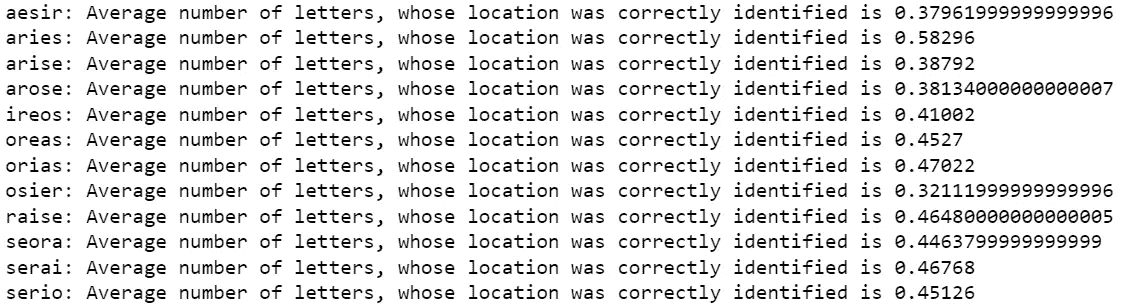 aesir: Average number of letters, whose location was correctly identified is 0.37961999999999996
aries: Average number of letters, whose location was correctly identified is 0.58296
arise: Average number of letters, whose location was correctly identified is 0.38792
arose: Average number of letters, whose location was correctly identified is 0.38134000000000007
ireos: Average number of letters, whose location was correctly identified is 0.41002
oreas: Average number of letters, whose location was correctly identified is 0.4527
orias: Average number of letters, whose location was correctly identified is 0.47022
osier: Average number of letters, whose location was correctly identified is 0.32111999999999996
raise: Average number of letters, whose location was correctly identified is 0.46480000000000005
seora: Average number of letters, whose location was correctly identified is 0.4463799999999999
serai: Average number of letters, whose location was correctly identified is 0.46768
serio: Average number of letters, whose location was correctly identified is 0.45126